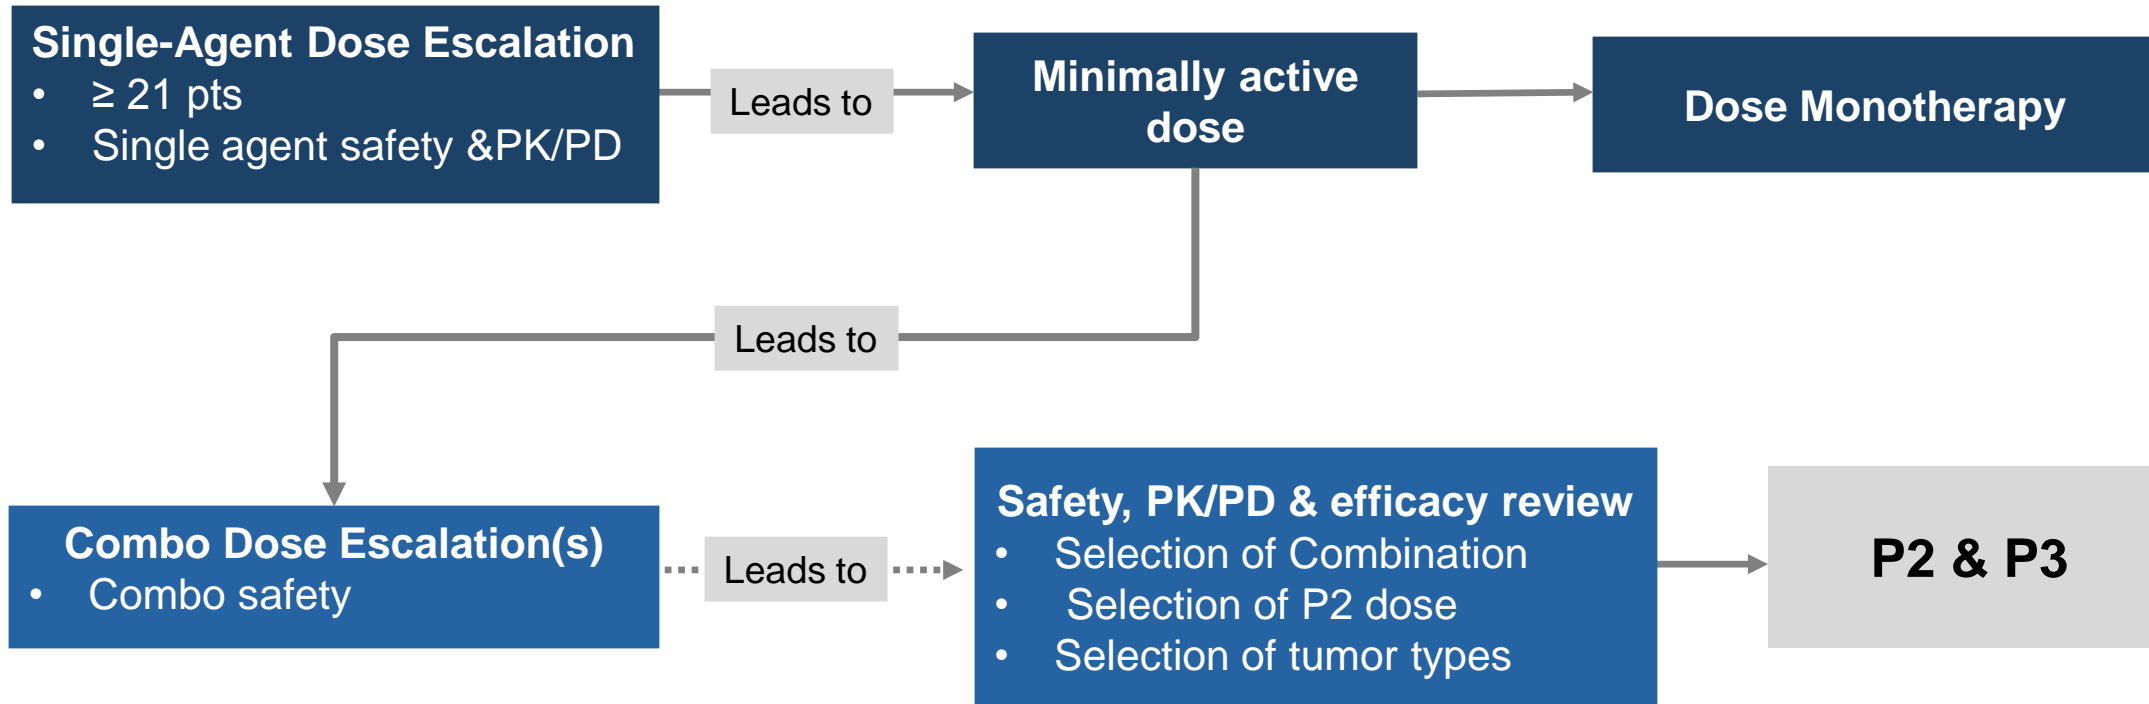 Single-Agent Dose Escalation
• ≥ 21 pts
• Single agent safety &PK/PD
Leads to
Minimally active
dose
Dose Monotherapy
Leads to
Combo Dose Escalation(s)
• Combo safety
Leads to
Safety, PK/PD & efficacy review
• Selection of Combination
• Selection of P2 dose
• Selection of tumor types
P2 & P3